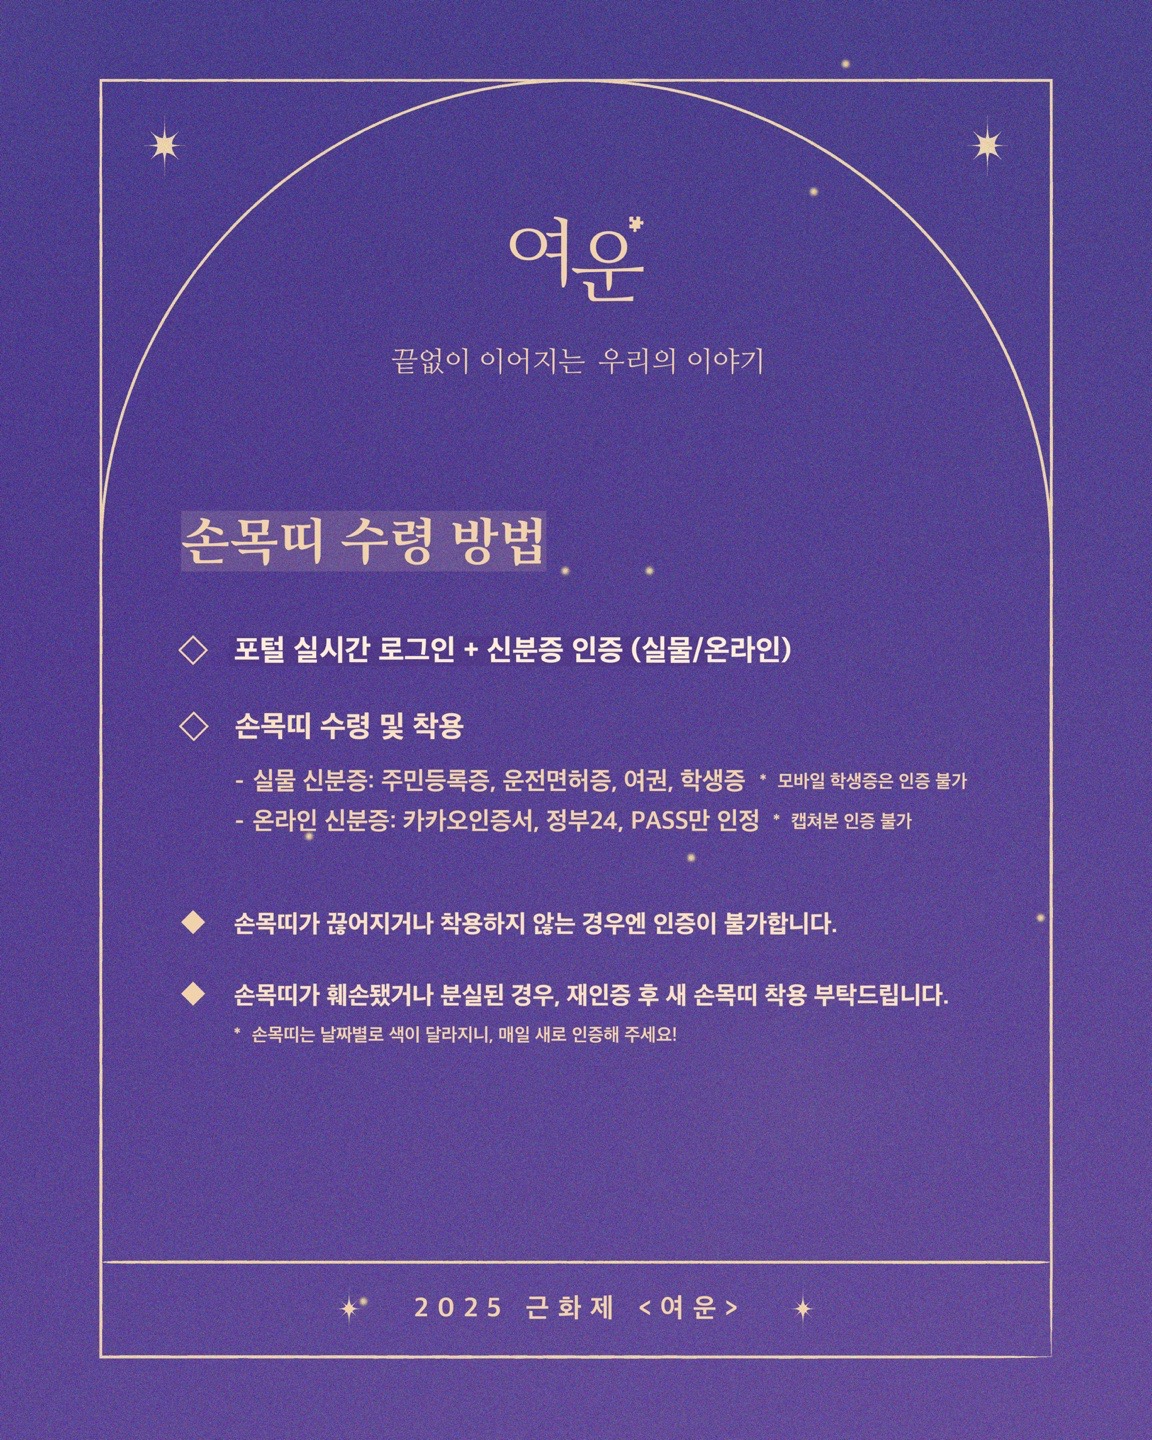 여운
끝없이 이어지는 우리의 이야기
손목띠 수령 방법
◇ 포털 실시간 로그인 + 신분증 인증 (실물/온라인)
◇ 손목띠 수령 및 착용
- 실물 신분증: 주민등록증, 운전면허증, 여권, 학생증 * 모바일 학생증은 인증 불가
- 온라인 신분증: 카카오인증서, 정부24, PASS만 인정 * 캡쳐본 인증 불가
◆ 손목띠가 끊어지거나 착용하지 않는 경우엔 인증이 불가합니다.
◆ 손목띠가 훼손됐거나 분실된 경우, 재인증 후 새 손목띠 착용 부탁드립니다.
* 손목띠는 날짜별로 색이 달라지니, 매일 새로 인증해 주세요!
2025 근화제 <여운>